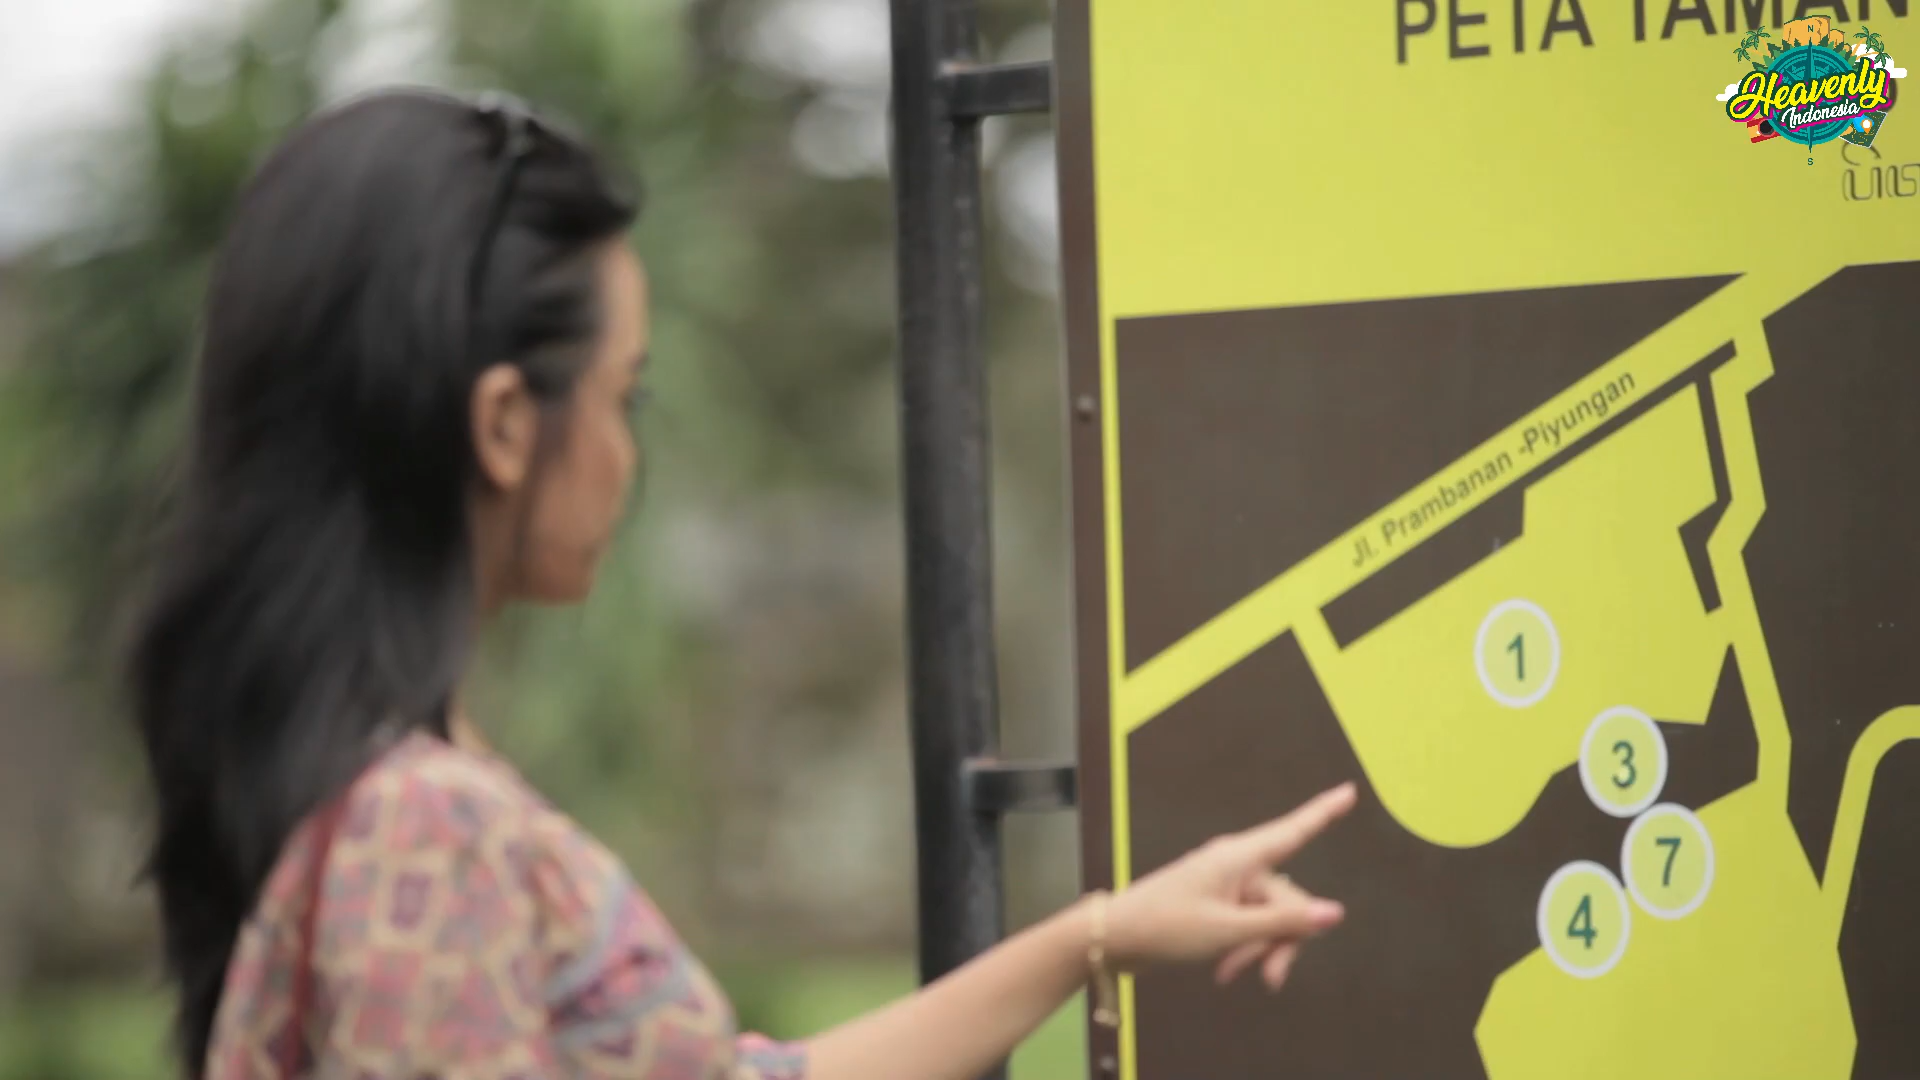 PETA TAMAN
Heavenly
Indonesia
N
S
Jl. Prambanan -Piyungan
1
3
7
4